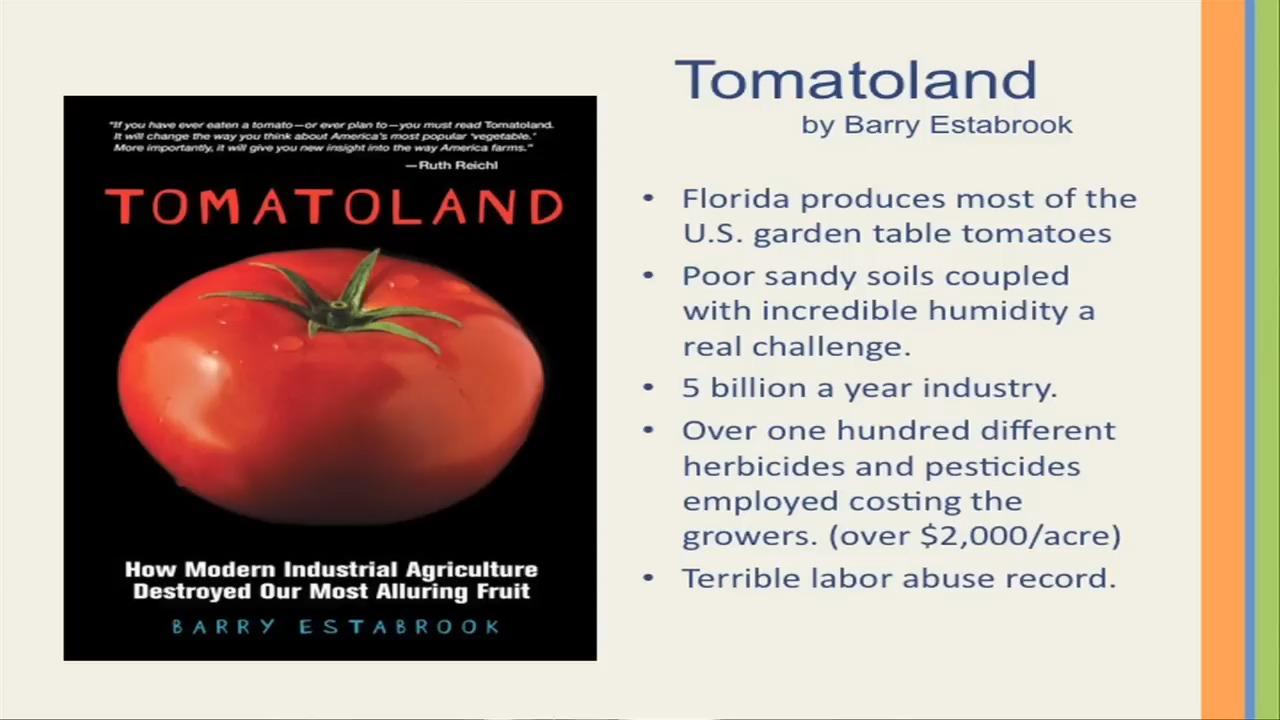 "If you have ever eaten a tomato—or ever plan to—you must read Tomatoland.
It will change the way you think about America's most popular 'vegetable.'
More importantly, it will give you new insight into the way America farms."
—Ruth Reichl
TOMATOLAND
How Modern Industrial Agriculture
Destroyed Our Most Alluring Fruit
BARRY ESTABROOK
Tomatoland
by Barry Estabrook
• Florida produces most of the
U.S. garden table tomatoes
• Poor sandy soils coupled
with incredible humidity a
real challenge.
• 5 billion a year industry.
• Over one hundred different
herbicides and pesticides
employed costing the
growers. (over $2,000/acre)
• Terrible labor abuse record.